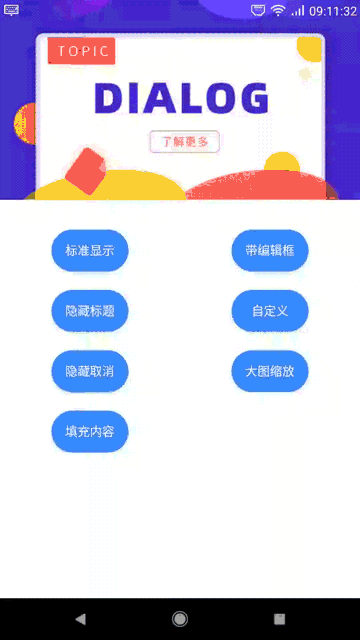 09:11:32
TOPIC
DIALOG
了解更多
标准显示
带编辑框
隐藏标题
自定义
隐藏取消
大图缩放
填充内容